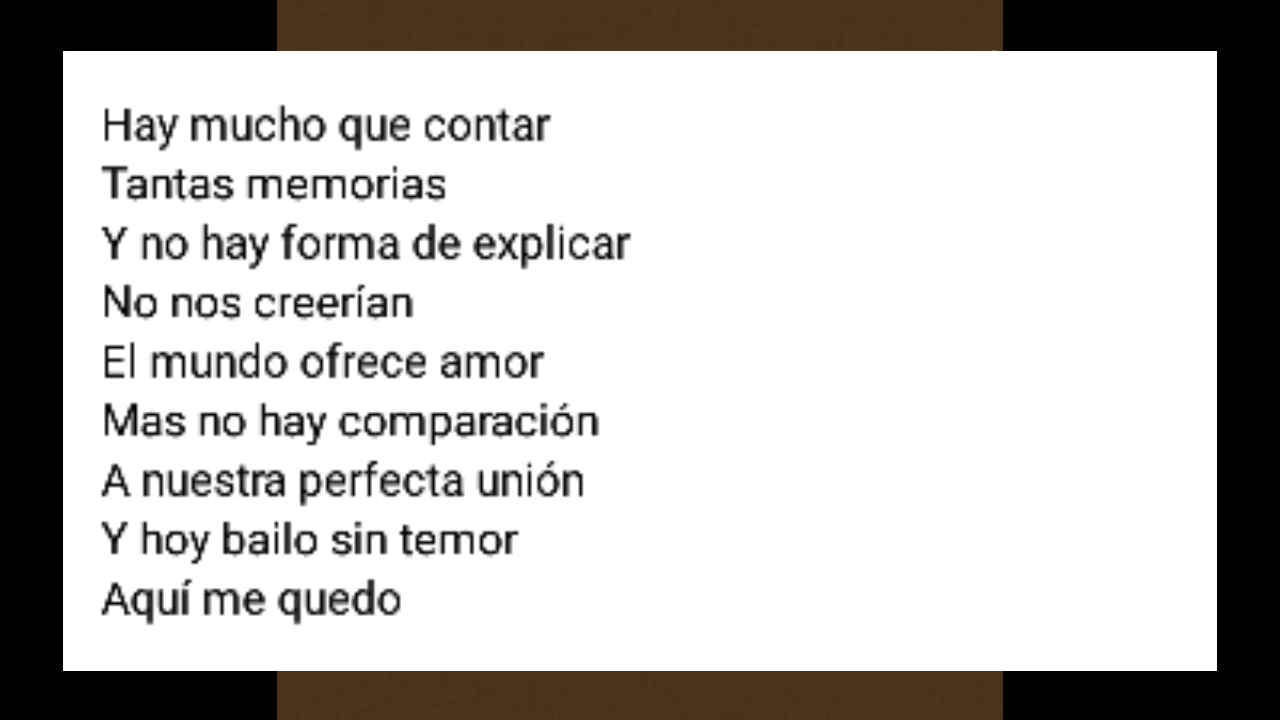 Hay mucho que contar
Tantas memorias
Y no hay forma de explicar
No nos creerían
El mundo ofrece amor
Mas no hay comparación
A nuestra perfecta unión
Y hoy bailo sin temor
Aquí me quedo